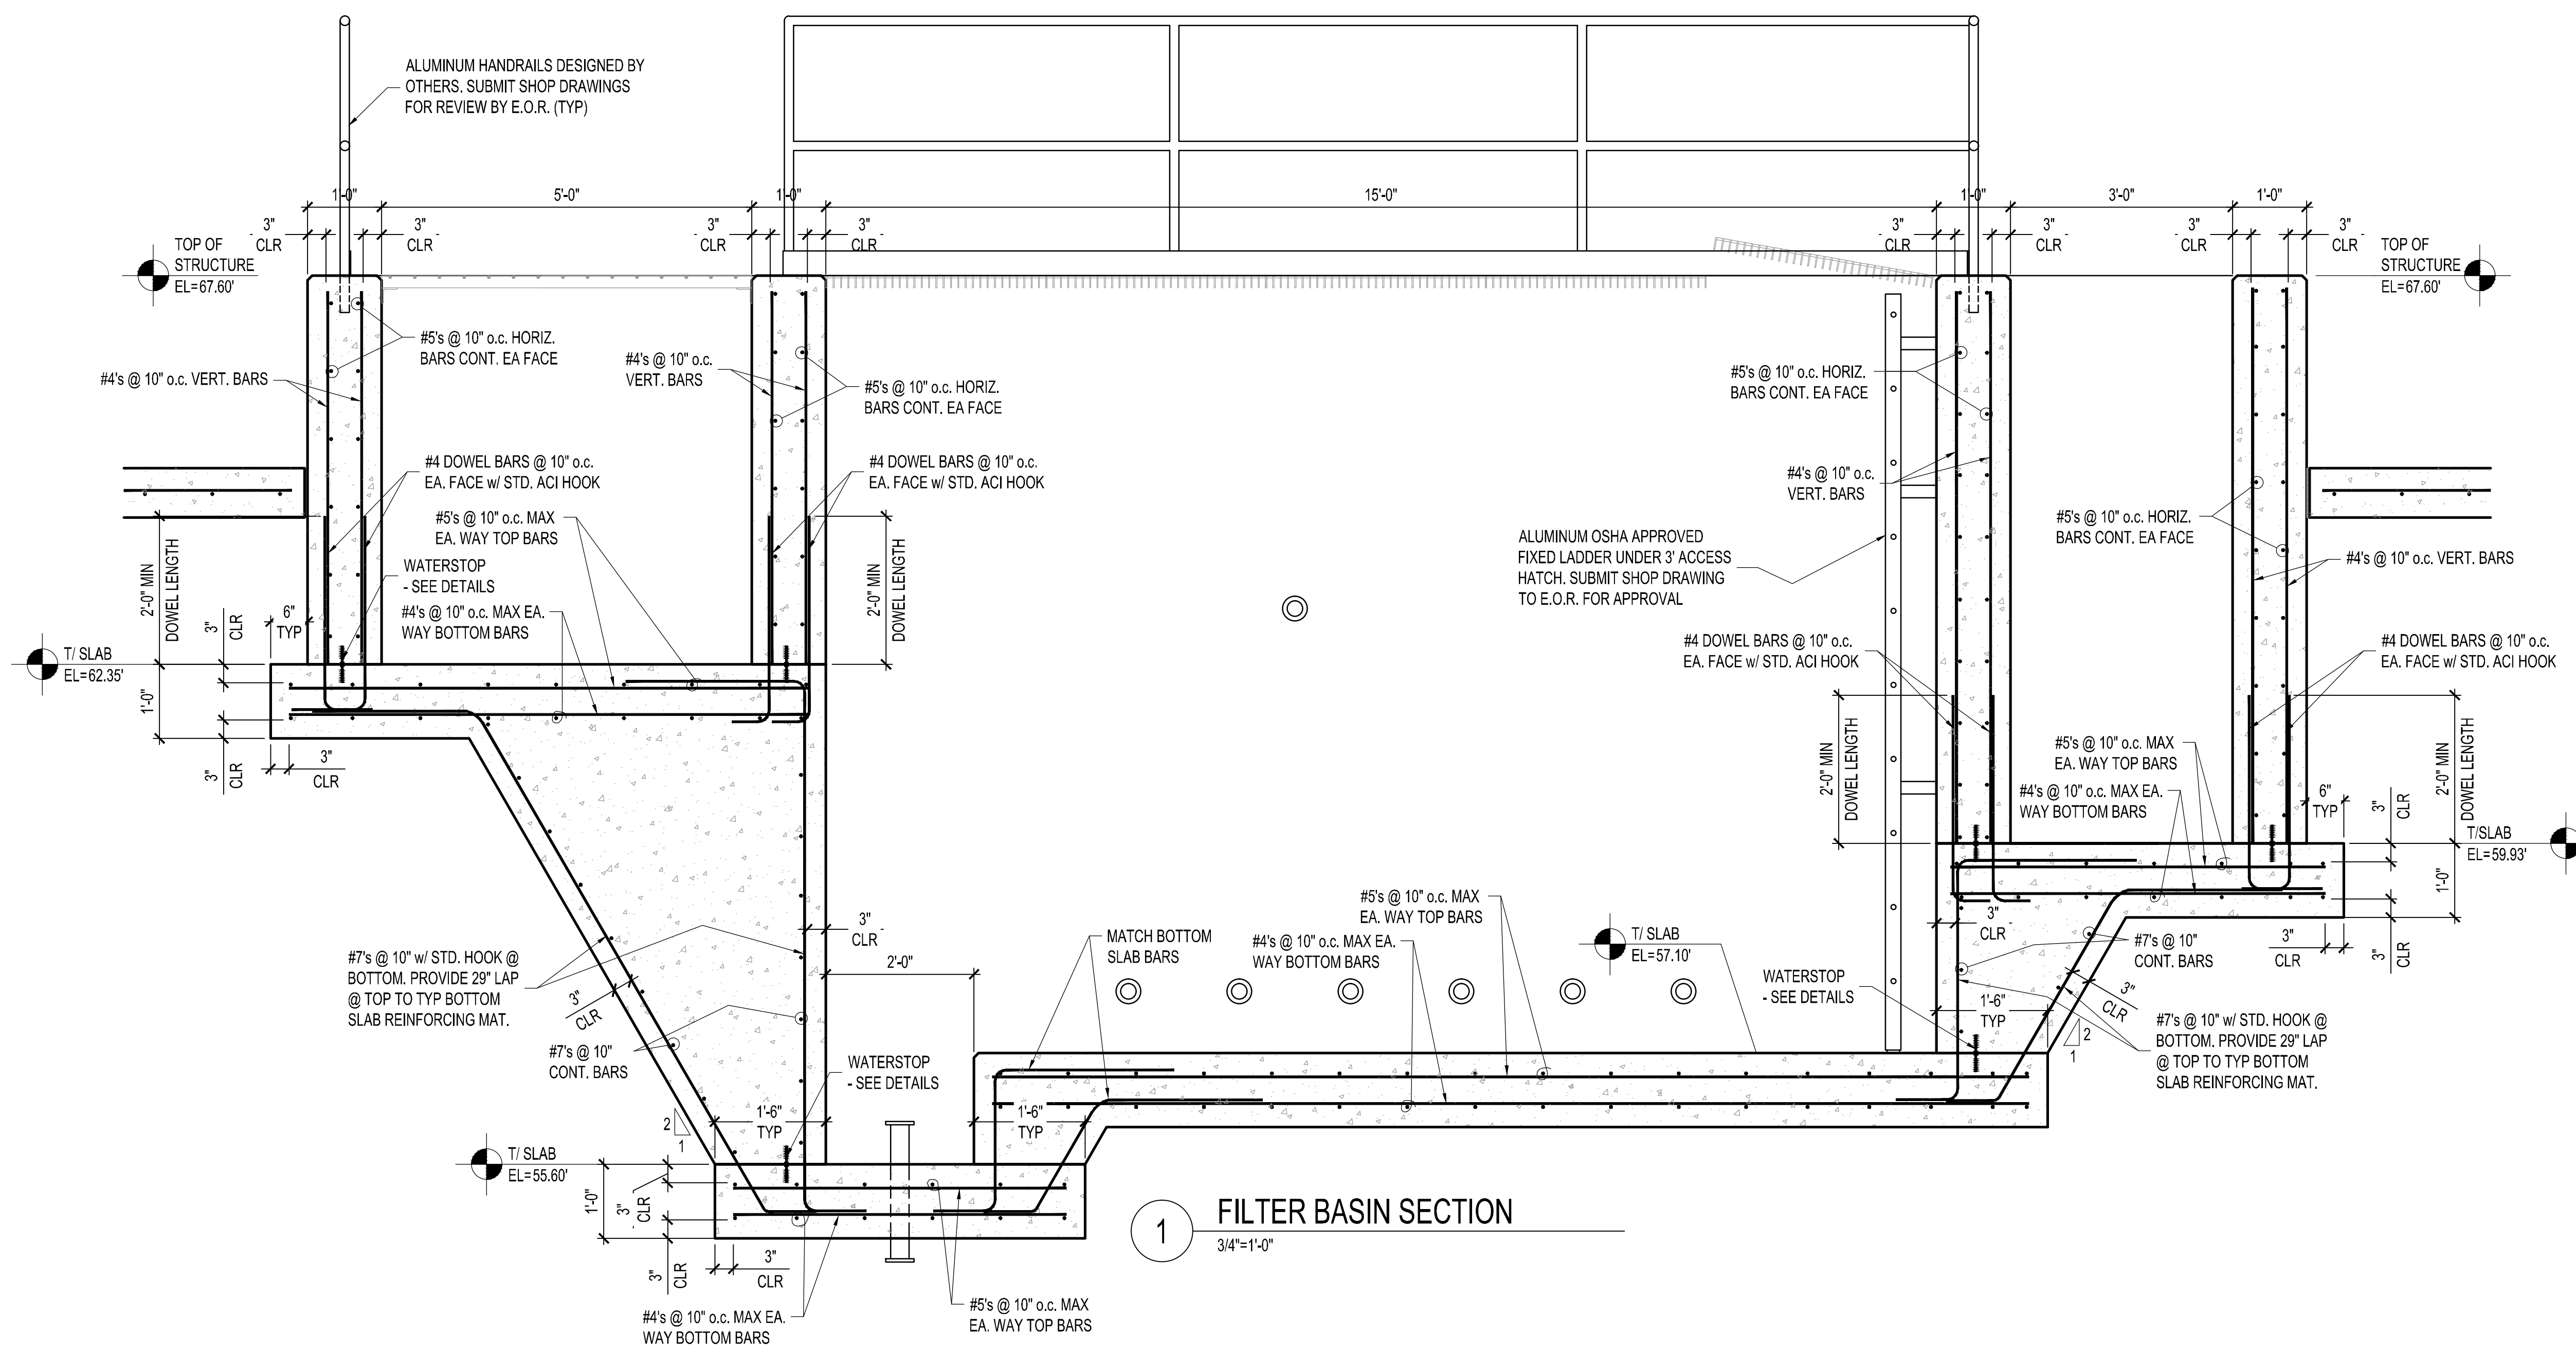 ALUMINUM HANDRAILS DESIGNED BY
OTHERS. SUBMIT SHOP DRAWINGS
FOR REVIEW BY E.O.R. (TYP)
1'-0"
5'-0"
1'-0"
15'-0"
1'-0"
3'-0"
1'-0"
3"
CLR
3"
CLR
3"
CLR
3"
CLR
3"
CLR
3"
CLR
3"
CLR
3"
CLR
TOP OF
STRUCTURE
EL=67.60'
TOP OF
STRUCTURE
EL=67.60'
#5's @ 10" o.c. HORIZ.
BARS CONT. EA FACE
#4's @ 10" o.c. VERT. BARS
#4's @ 10" o.c.
VERT. BARS
#5's @ 10" o.c. HORIZ.
BARS CONT. EA FACE
#5's @ 10" o.c. HORIZ.
BARS CONT. EA FACE
#4's @ 10" o.c.
VERT. BARS
#5's @ 10" o.c. HORIZ.
BARS CONT. EA FACE
#4's @ 10" o.c. VERT. BARS
#4 DOWEL BARS @ 10" o.c.
EA. FACE w/ STD. ACI HOOK
#4 DOWEL BARS @ 10" o.c.
EA. FACE w/ STD. ACI HOOK
#5's @ 10" o.c. MAX
EA. WAY TOP BARS
WATERSTOP
- SEE DETAILS
#4's @ 10" o.c. MAX EA.
WAY BOTTOM BARS
2'-0" MIN
DOWEL LENGTH
2'-0" MIN
DOWEL LENGTH
6"
TYP
3"
CLR
T/ SLAB
EL=62.35'
1'-0"
3"
CLR
3"
CLR
ALUMINUM OSHA APPROVED
FIXED LADDER UNDER 3' ACCESS
HATCH. SUBMIT SHOP DRAWING
TO E.O.R. FOR APPROVAL
#4 DOWEL BARS @ 10" o.c.
EA. FACE w/ STD. ACI HOOK
#4 DOWEL BARS @ 10" o.c.
EA. FACE w/ STD. ACI HOOK
2'-0" MIN
DOWEL LENGTH
2'-0" MIN
DOWEL LENGTH
#5's @ 10" o.c. MAX
EA. WAY TOP BARS
#4's @ 10" o.c. MAX EA.
WAY BOTTOM BARS
6"
TYP
3"
CLR
T/SLAB
EL=59.93'
1'-0"
3"
CLR
3"
CLR
3"
CLR
#7's @ 10"
CONT. BARS
3"
CLR
1'-6"
TYP
2
1
#7's @ 10" w/ STD. HOOK @
BOTTOM. PROVIDE 29" LAP
@ TOP TO TYP BOTTOM
SLAB REINFORCING MAT.
#7's @ 10" w/ STD. HOOK @
BOTTOM. PROVIDE 29" LAP
@ TOP TO TYP BOTTOM
SLAB REINFORCING MAT.
3"
CLR
3"
CLR
2'-0"
MATCH BOTTOM
SLAB BARS
#5's @ 10" o.c. MAX
EA. WAY TOP BARS
#4's @ 10" o.c. MAX EA.
WAY BOTTOM BARS
T/ SLAB
EL=57.10'
WATERSTOP
- SEE DETAILS
#7's @ 10"
CONT. BARS
WATERSTOP
- SEE DETAILS
2
1
1'-6"
TYP
1'-6"
TYP
T/ SLAB
EL=55.60'
1'-0"
3"
CLR
3"
CLR
3"
CLR
#4's @ 10" o.c. MAX EA.
WAY BOTTOM BARS
#5's @ 10" o.c. MAX
EA. WAY TOP BARS
1
FILTER BASIN SECTION
3/4"=1'-0"